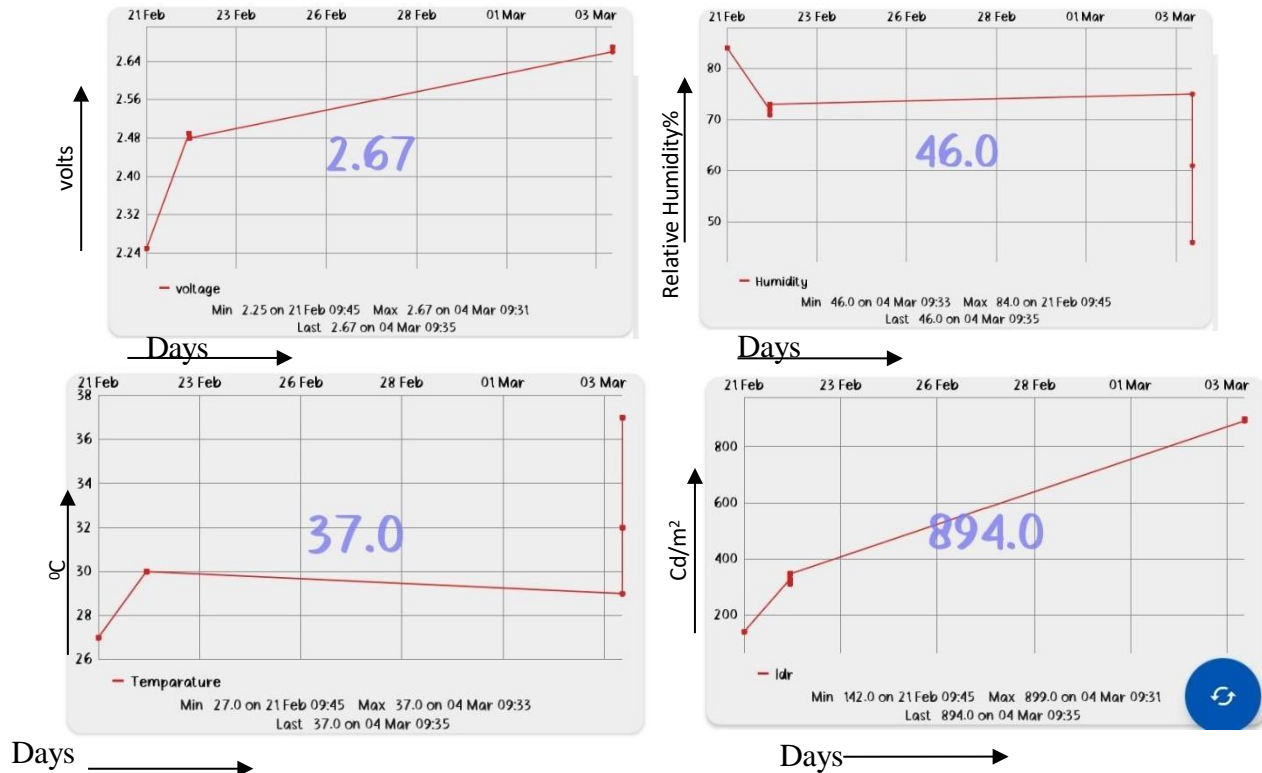 21 Feb 23 Feb 26 Feb 28 Feb 01 Mar 03 Mar
2.64
2.56
2.48
2.40
2.32
2.24
volts
2.67
voltage
Min 2.25 on 21 Feb 09:45 Max 2.67 on 04 Mar 09:31
Last 2.67 on 04 Mar 09:35
Days
21 Feb 23 Feb 26 Feb 28 Feb 01 Mar 03 Mar
80
70
60
50
Relative Humidity%
46.0
Humidity
Min 46.0 on 04 Mar 09:33 Max 84.0 on 21 Feb 09:45
Last 46.0 on 04 Mar 09:35
Days
21 Feb 23 Feb 26 Feb 28 Feb 01 Mar 03 Mar
38
36
34
32
30
28
26
⁰C
37.0
Temparature
Min 27.0 on 21 Feb 09:45 Max 37.0 on 04 Mar 09:33
Last 37.0 on 04 Mar 09:35
Days
21 Feb 23 Feb 26 Feb 28 Feb 01 Mar 03 Mar
800
600
400
200
Cd/m²
894.0
ldr
Min 142.0 on 21 Feb 09:45 Max 899.0 on 04 Mar 09:31
Last 894.0 on 04 Mar 09:35
Days